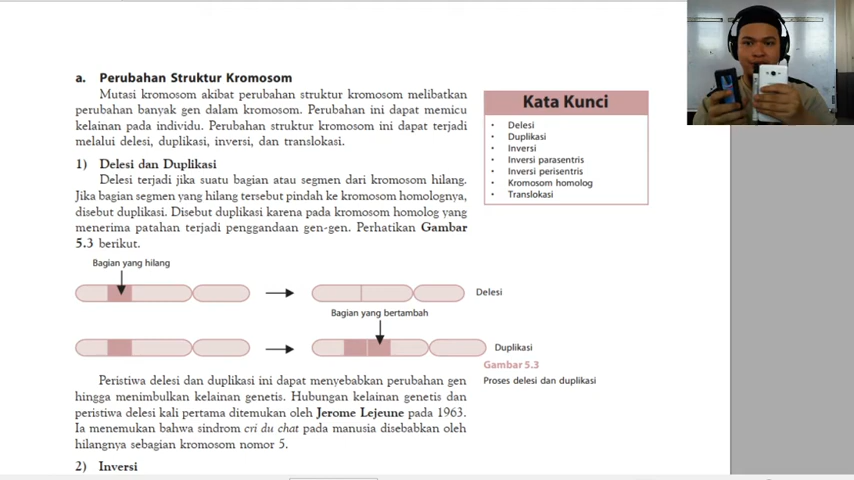 a. Perubahan Struktur Kromosom
Mutasi kromosom akibat perubahan struktur kromosom melibatkan
perubahan banyak gen dalam kromosom. Perubahan ini dapat memicu
kelainan pada individu. Perubahan struktur kromosom ini dapat terjadi
melalui delesi, duplikasi, inversi, dan translokasi.
1) Delesi dan Duplikasi
Delesi terjadi jika suatu bagian atau segmen dari kromosom hilang.
Jika bagian segmen yang hilang tersebut pindah ke kromosom homolognya,
disebut duplikasi. Disebut duplikasi karena pada kromosom homolog yang
menerima patahan terjadi penggandaan gen-gen. Perhatikan Gambar
5.3 berikut.
Kata Kunci
• Delesi
• Duplikasi
• Inversi
• Inversi parasentris
• Inversi perisentris
• Kromosom homolog
• Translokasi
Bagian yang hilang
Delesi
Bagian yang bertambah
Duplikasi
Gambar 5.3
Proses delesi dan duplikasi
Peristiwa delesi dan duplikasi ini dapat menyebabkan perubahan gen
hingga menimbulkan kelainan genetis. Hubungan kelainan genetis dan
peristiwa delesi kali pertama ditemukan oleh Jerome Lejeune pada 1963.
Ia menemukan bahwa sindrom cri du chat pada manusia disebabkan oleh
hilangnya sebagian kromosom nomor 5.
2) Inversi